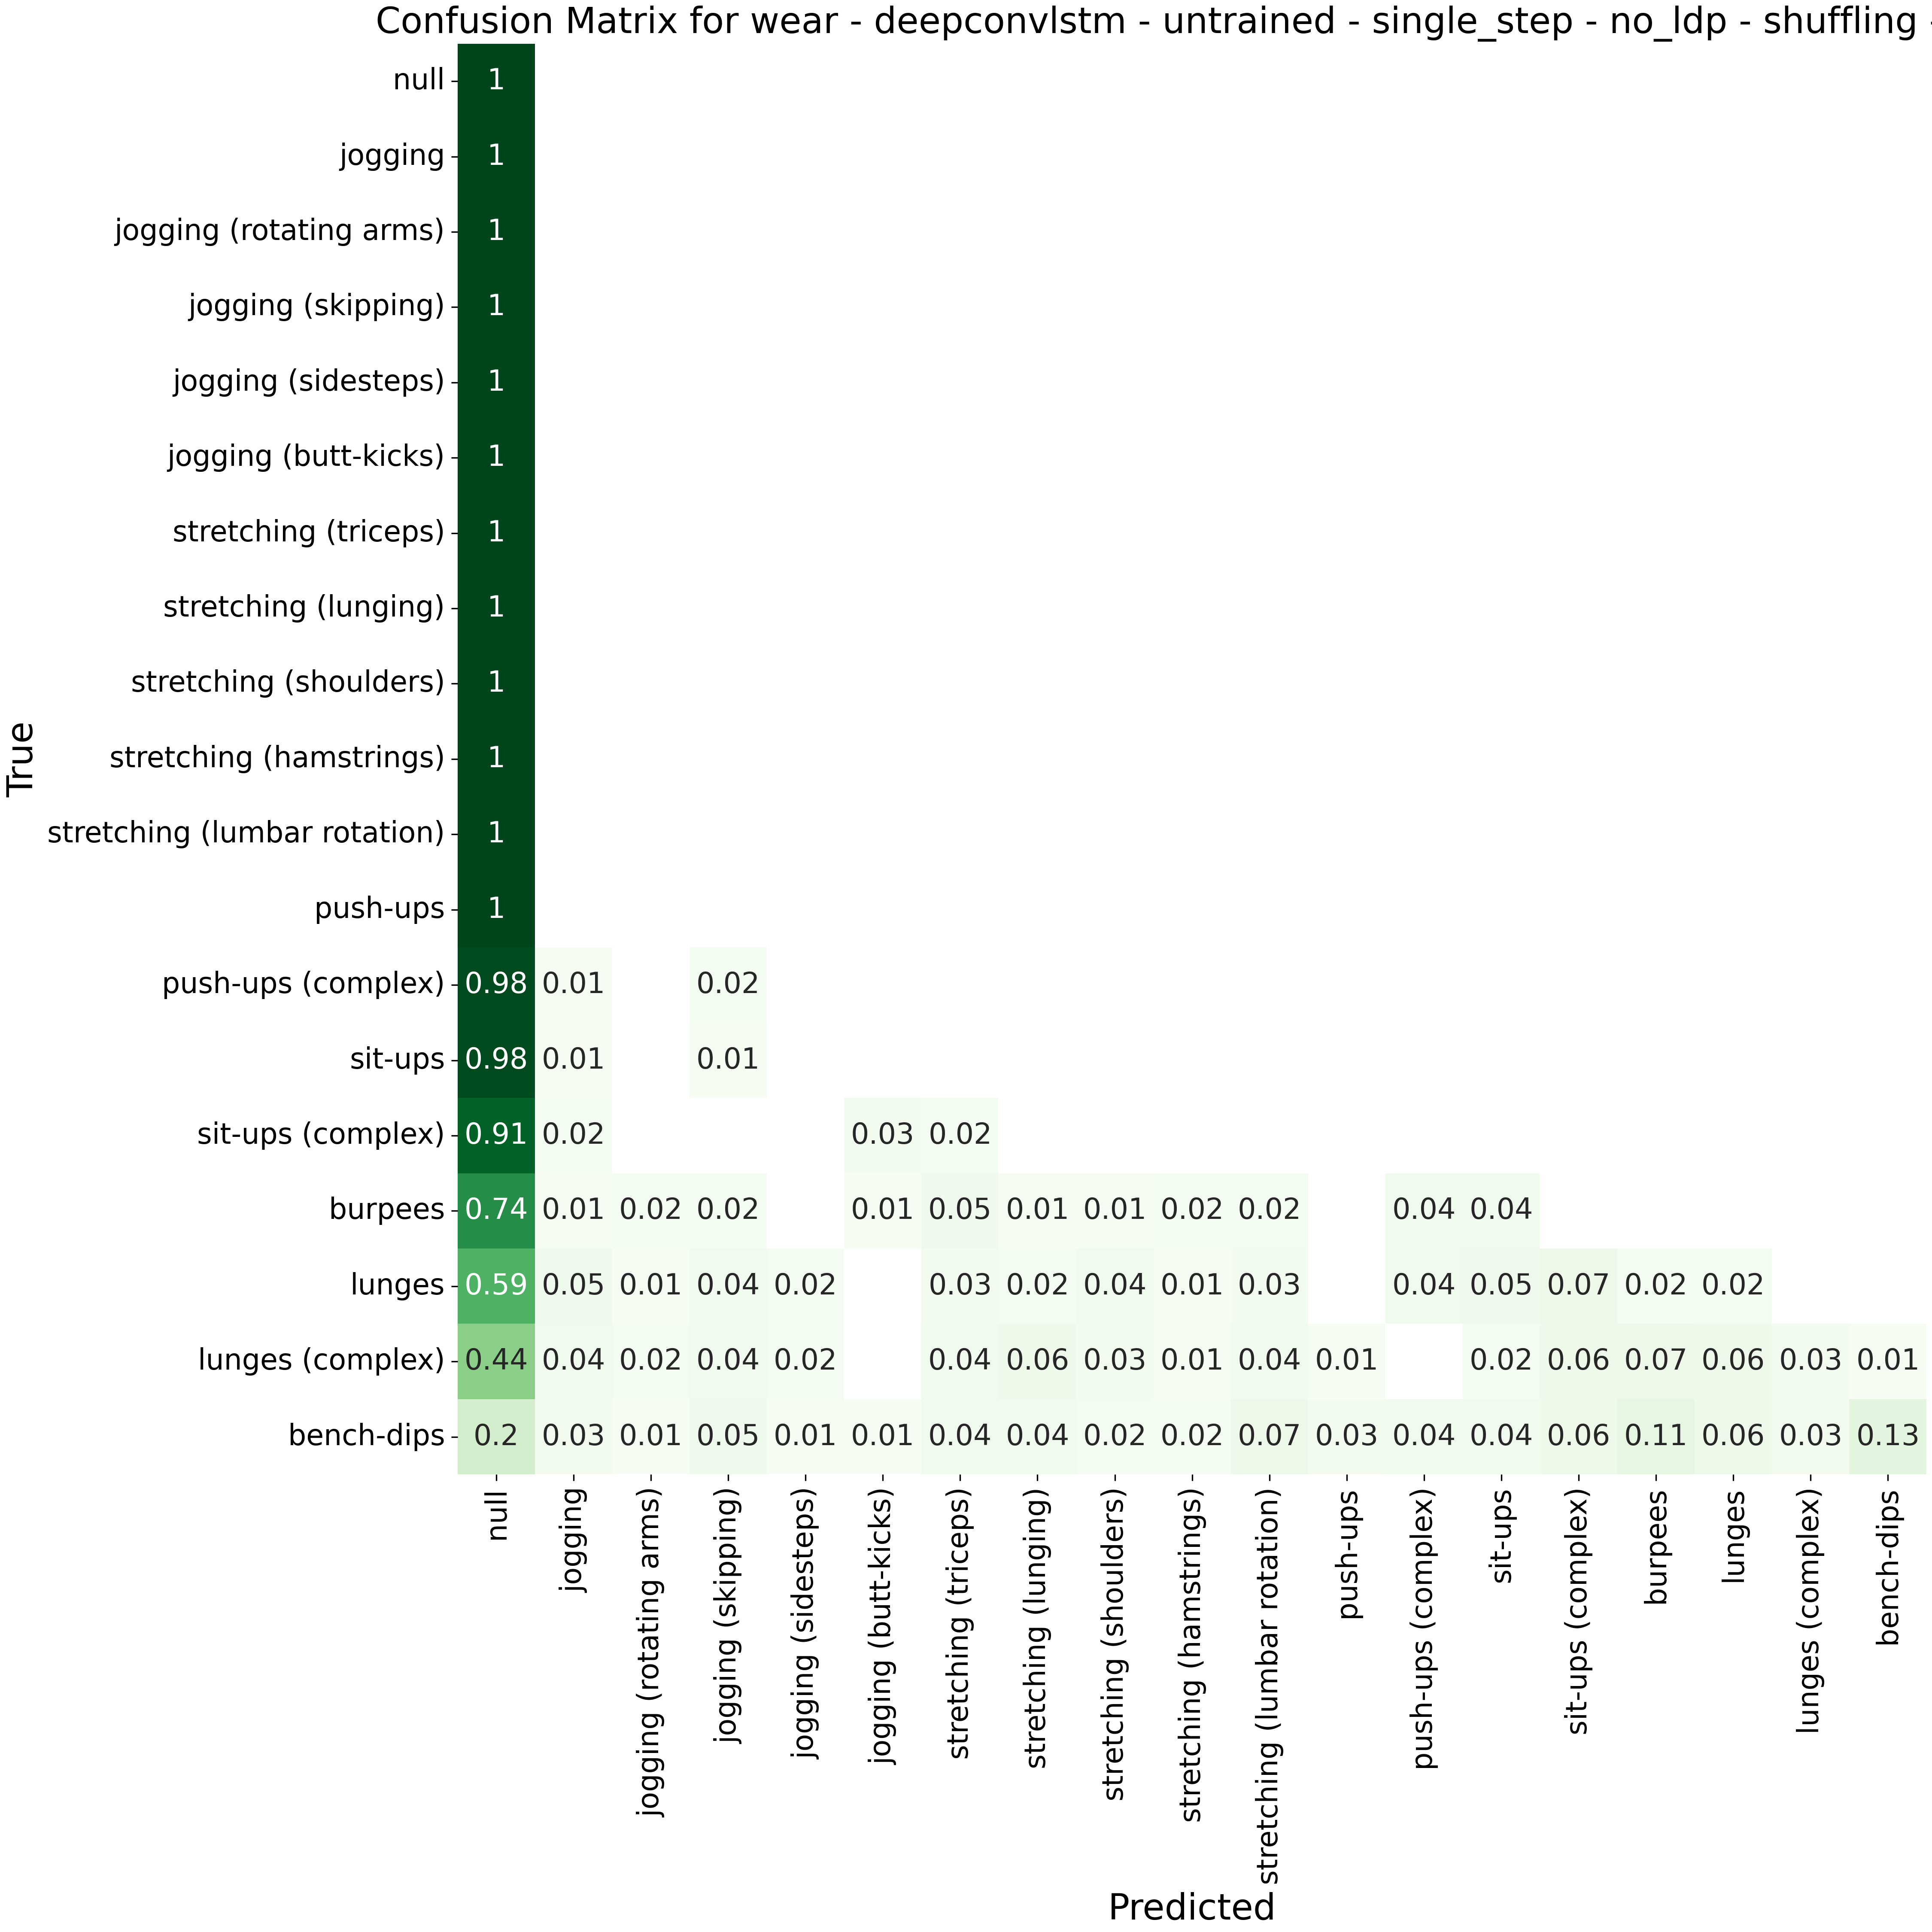 Confusion Matrix for wear - deepconvlstm - untrained - single_step - no_ldp - shuffling -
True
null 1
jogging 1
jogging (rotating arms) 1
jogging (skipping) 1
jogging (sidesteps) 1
jogging (butt-kicks) 1
stretching (triceps) 1
stretching (lunging) 1
stretching (shoulders) 1
stretching (hamstrings) 1
stretching (lumbar rotation) 1
push-ups 1
push-ups (complex) 0.98 0.01 0.02
sit-ups 0.98 0.01 0.01
sit-ups (complex) 0.91 0.02 0.03 0.02
burpees 0.74 0.01 0.02 0.02 0.01 0.05 0.01 0.01 0.02 0.02 0.04 0.04
lunges 0.59 0.05 0.01 0.04 0.02 0.03 0.02 0.04 0.01 0.03 0.04 0.05 0.07 0.02 0.02
lunges (complex) 0.44 0.04 0.02 0.04 0.02 0.04 0.06 0.03 0.01 0.04 0.01 0.02 0.06 0.07 0.06 0.03 0.01
bench-dips 0.2 0.03 0.01 0.05 0.01 0.01 0.04 0.04 0.02 0.02 0.07 0.03 0.04 0.04 0.06 0.11 0.06 0.03 0.13
null
jogging
jogging (rotating arms)
jogging (skipping)
jogging (sidesteps)
jogging (butt-kicks)
stretching (triceps)
stretching (lunging)
stretching (shoulders)
stretching (hamstrings)
stretching (lumbar rotation)
push-ups
push-ups (complex)
sit-ups
sit-ups (complex)
burpees
lunges
lunges (complex)
bench-dips
Predicted